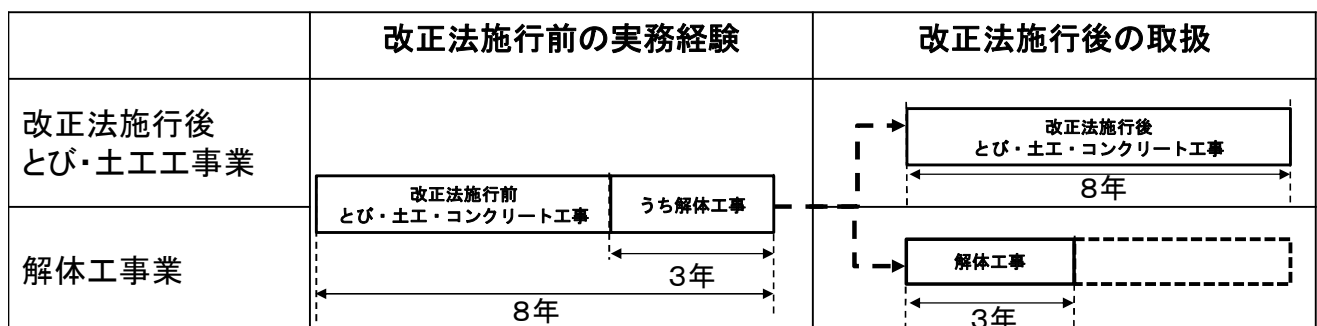 改正法施行前の実務経験
改正法施行後の取扱
改正法施行後
とび・土工工事業
改正法施行前
とび・土工・コンクリート工事
うち解体工事
3年
8年
改正法施行後
とび・土工・コンクリート工事
8年
解体工事業
解体工事
3年